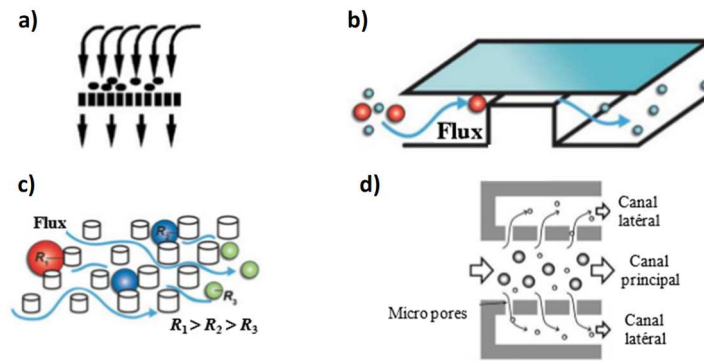 a)
b)
Flux
c)
Flux
R₁
R₂
R₃
R₁ > R₂ > R₃
d)
Canal
latéral
Canal
principal
Micro pores
Canal
latéral